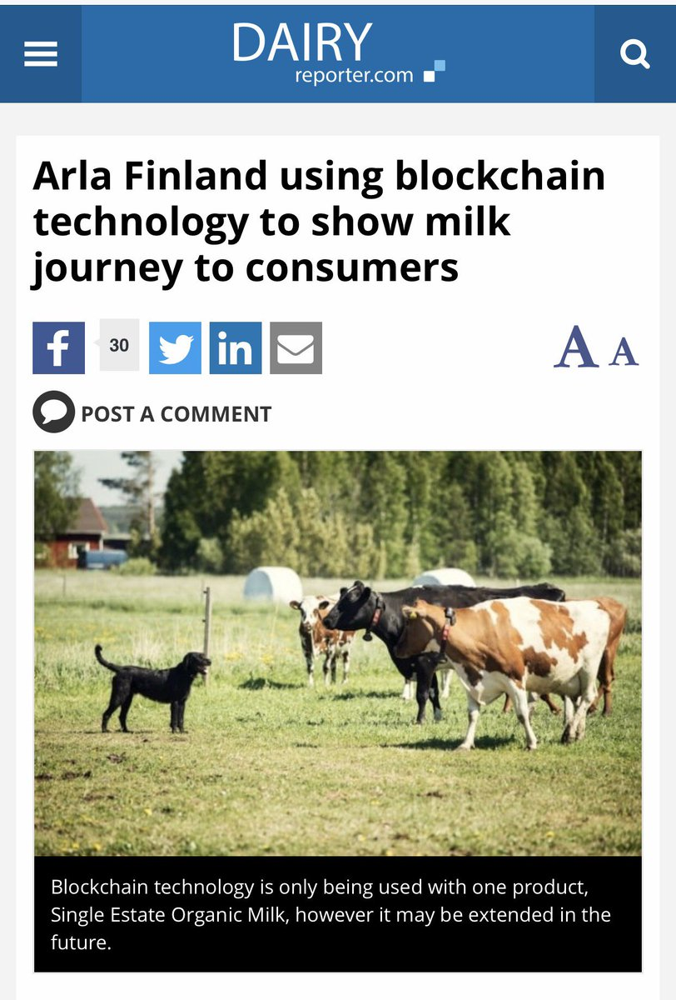 DAIRY
reporter.com
Arla Finland using blockchain
technology to show milk
journey to consumers
f 30 in A A
POST A COMMENT
Blockchain technology is only being used with one product,
Single Estate Organic Milk, however it may be extended in the
future.